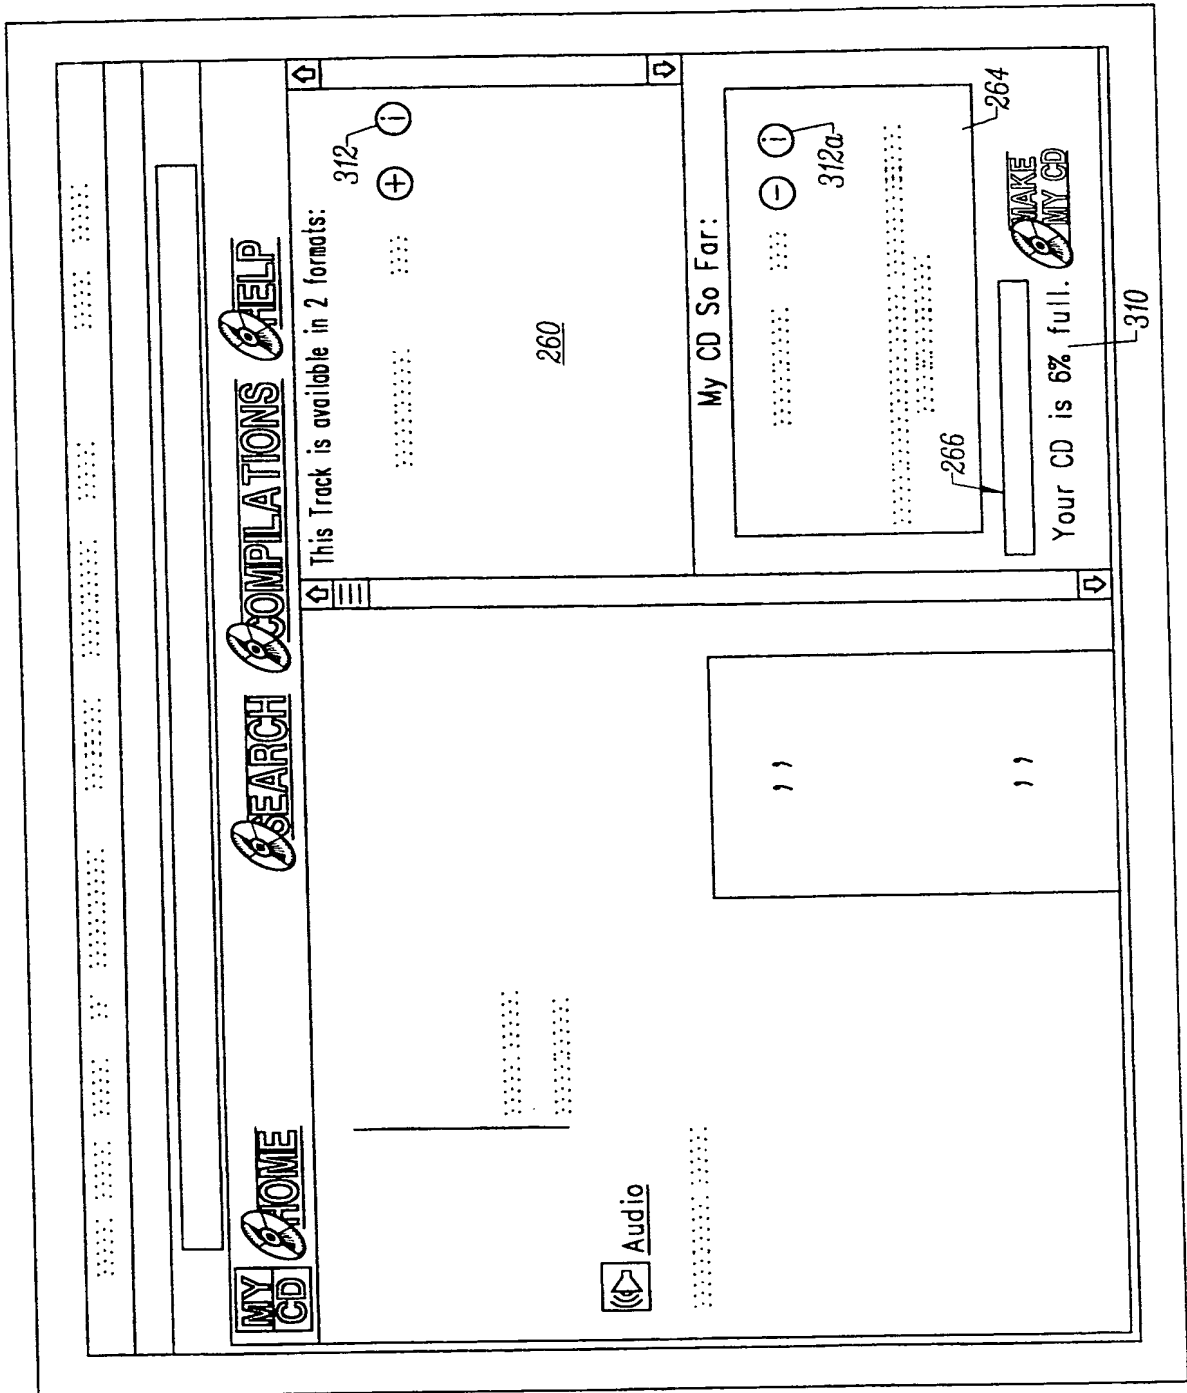 MY CD
HOME
SEARCH
COMPILATIONS
HELP
Audio
, ,
, ,
This Track is available in 2 formats:
312
+
i
260
My CD So Far:
−
i
312a
264
266
Your CD is 6% full.
MAKE
MY CD
310